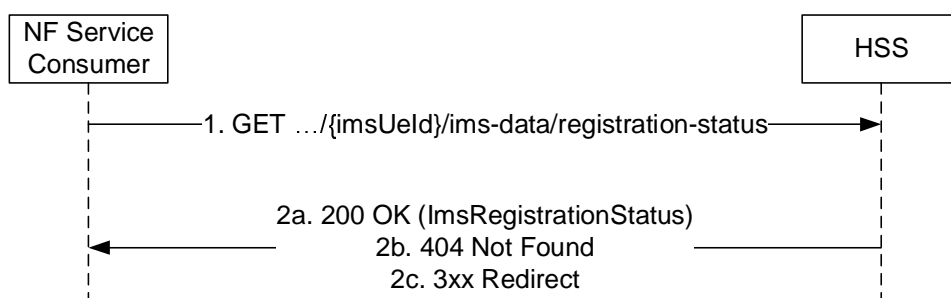 NF Service
Consumer
HSS
1. GET …/{imsUeId}/ims-data/registration-status
2a. 200 OK (ImsRegistrationStatus)
2b. 404 Not Found
2c. 3xx Redirect